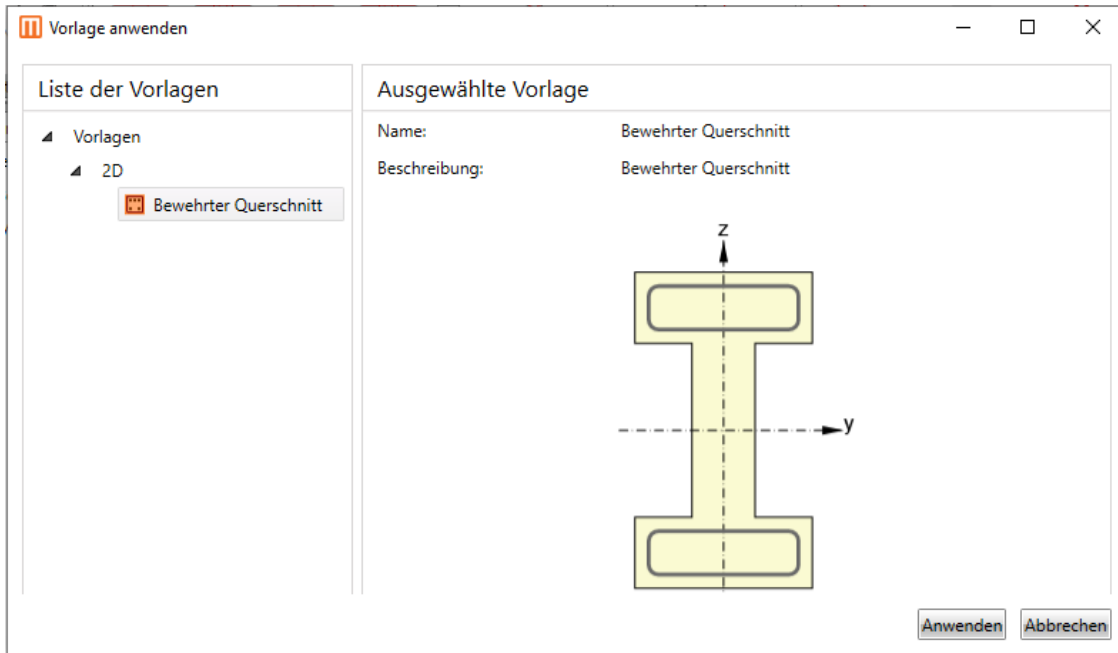 Vorlage anwenden
Liste der Vorlagen
Vorlagen
2D
Bewehrter Querschnitt
Ausgewählte Vorlage
Name: Bewehrter Querschnitt
Beschreibung: Bewehrter Querschnitt
z
y
Anwenden Abbrechen